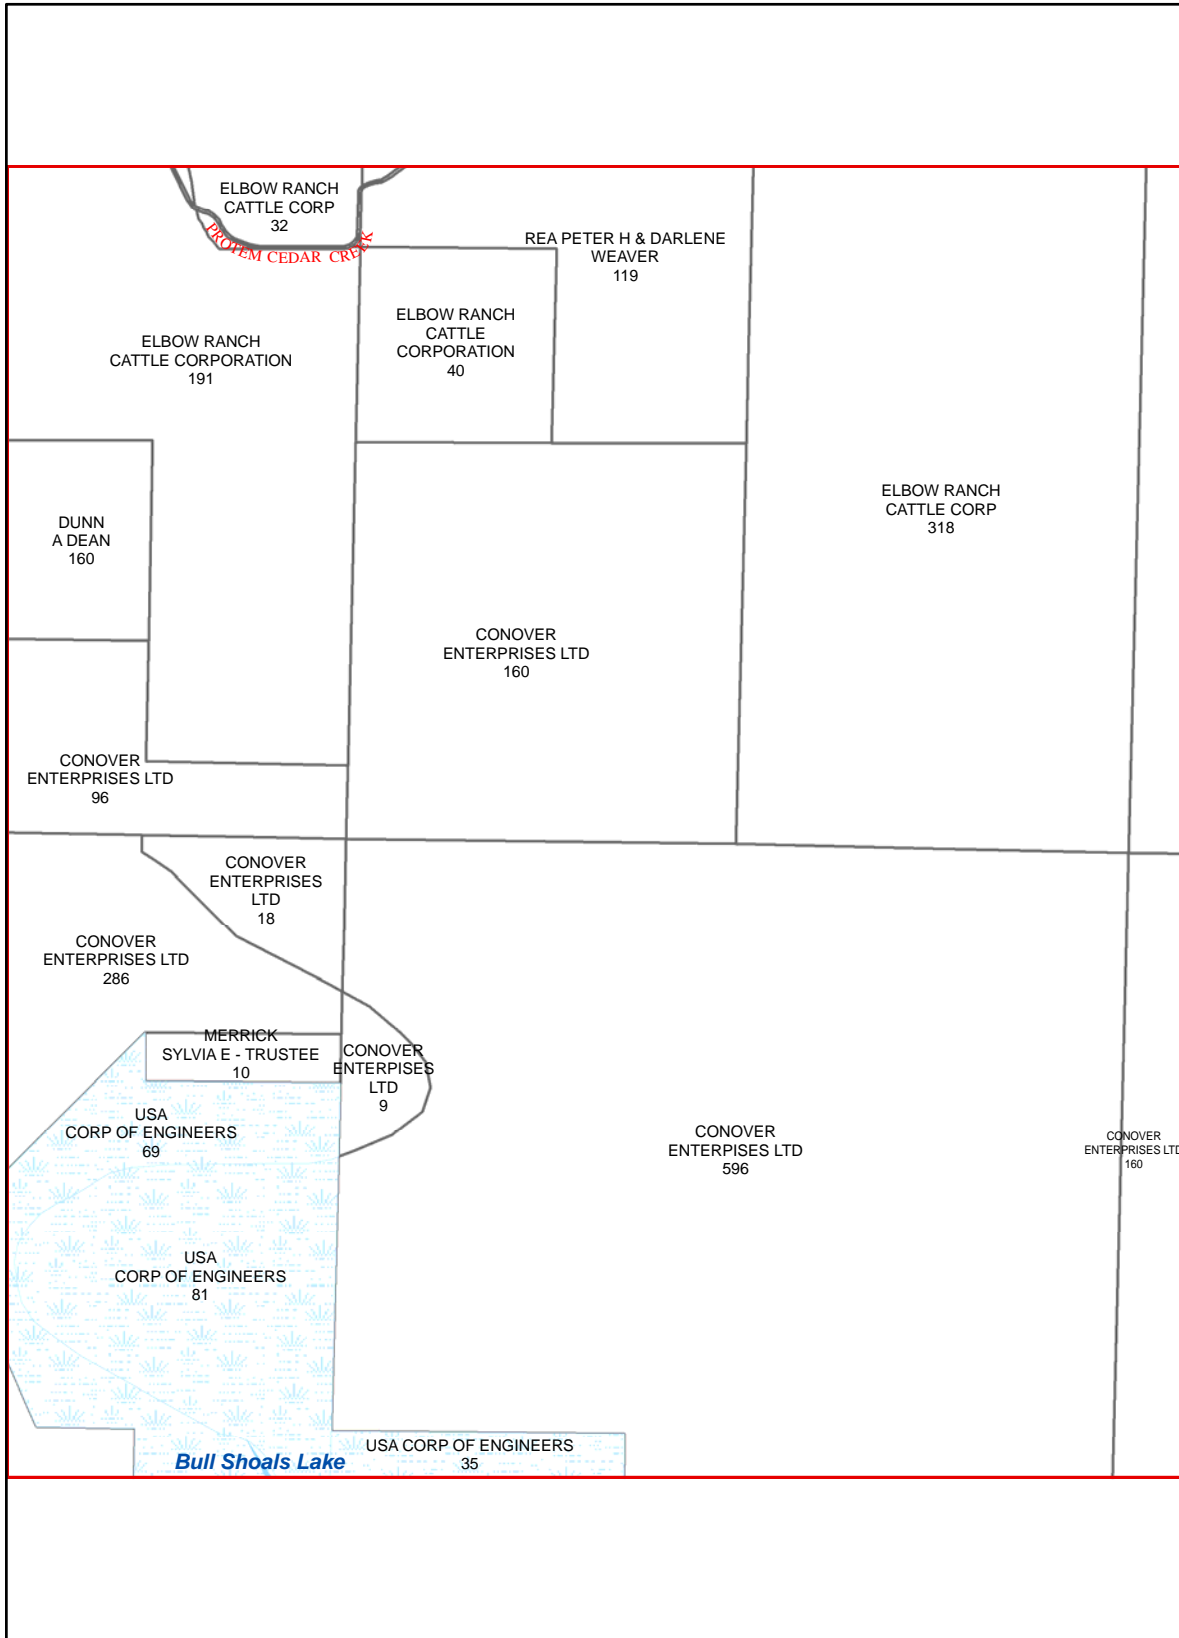 ELBOW RANCH
CATTLE CORP
32
PROTEM CEDAR CREEK
REA PETER H & DARLENE
WEAVER
119
ELBOW RANCH
CATTLE
CORPORATION
40
ELBOW RANCH
CATTLE CORPORATION
191
ELBOW RANCH
CATTLE CORP
318
DUNN
A DEAN
160
CONOVER
ENTERPRISES LTD
160
CONOVER
ENTERPRISES LTD
96
CONOVER
ENTERPRISES
LTD
18
CONOVER
ENTERPRISES LTD
286
MERRICK
SYLVIA E - TRUSTEE
10
CONOVER
ENTERPISES
LTD
9
USA
CORP OF ENGINEERS
69
CONOVER
ENTERPISES LTD
596
CONOVER
ENTERPRISES LTD
160
USA
CORP OF ENGINEERS
81
USA CORP OF ENGINEERS
35
Bull Shoals Lake